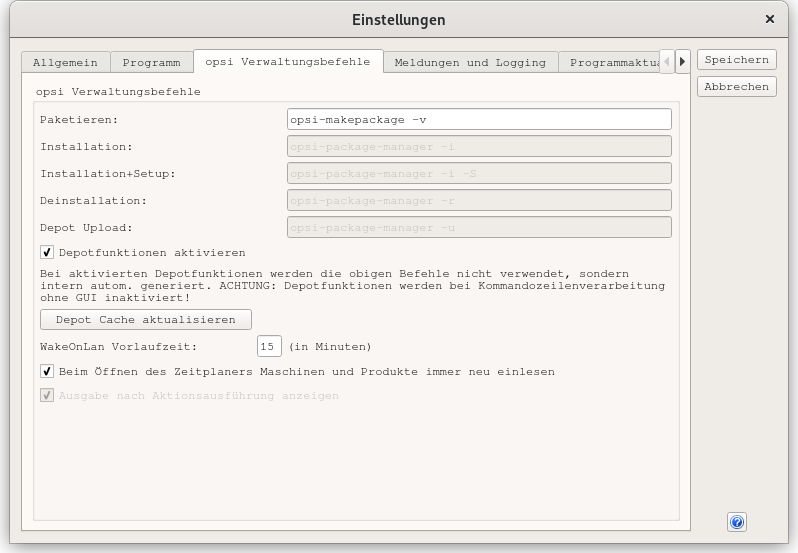 Einstellungen
Allgemein
Programm
opsi Verwaltungsbefehle
Meldungen und Logging
Speichern
Abbrechen
opsi Verwaltungsbefehle
Paketieren: opsi-makepackage -v
Installation: opsi-package-manager -i
Installation+Setup: opsi-package-manager -i -S
Deinstallation: opsi-package-manager -r
Depot Upload: opsi-package-manager -u
Depotfunktionen aktivieren
Bei aktivierten Depotfunktionen werden die obigen Befehle nicht verwendet, sondern
intern autom. generiert. ACHTUNG: Depotfunktionen werden bei Kommandozeilenverarbeitung
ohne GUI inaktiviert!
Depot Cache aktualisieren
WakeOnLan Vorlaufzeit: 15 (in Minuten)
Beim Öffnen des Zeitplaners Maschinen und Produkte immer neu einlesen
Ausgabe nach Aktionsausführung anzeigen